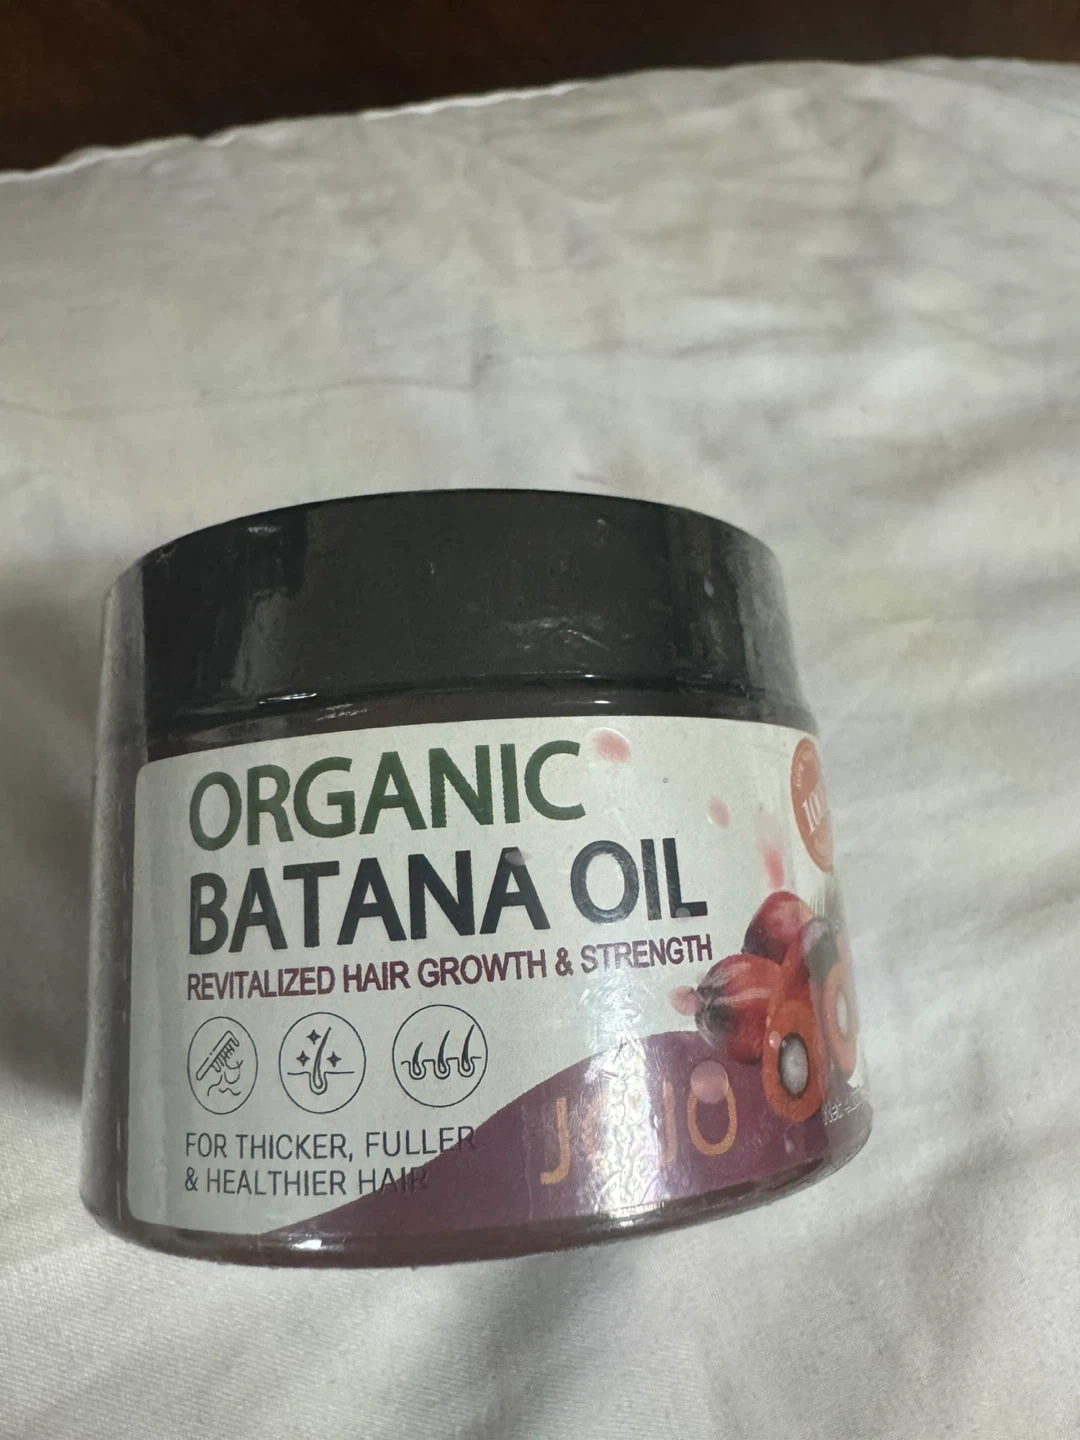 ORGANIC
BATANA OIL
REVITALIZED HAIR GROWTH & STRENGTH
FOR THICKER, FULLER
& HEALTHIER HAIR